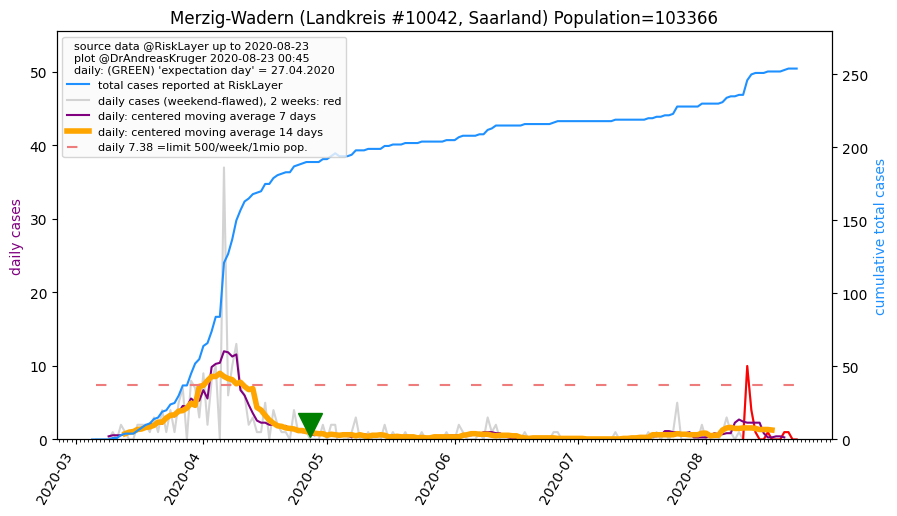 Merzig-Wadern (Landkreis #10042, Saarland) Population=103366
source data @RiskLayer up to 2020-08-23
plot @DrAndreasKruger 2020-08-23 00:45
daily: (GREEN) 'expectation day' = 27.04.2020
total cases reported at RiskLayer
daily cases (weekend-flawed), 2 weeks: red
daily: centered moving average 7 days
daily: centered moving average 14 days
daily 7.38 =limit 500/week/1mio pop.
daily cases
50
40
30
20
10
0
cumulative total cases
250
200
150
100
50
0
2020-03
2020-04
2020-05
2020-06
2020-07
2020-08